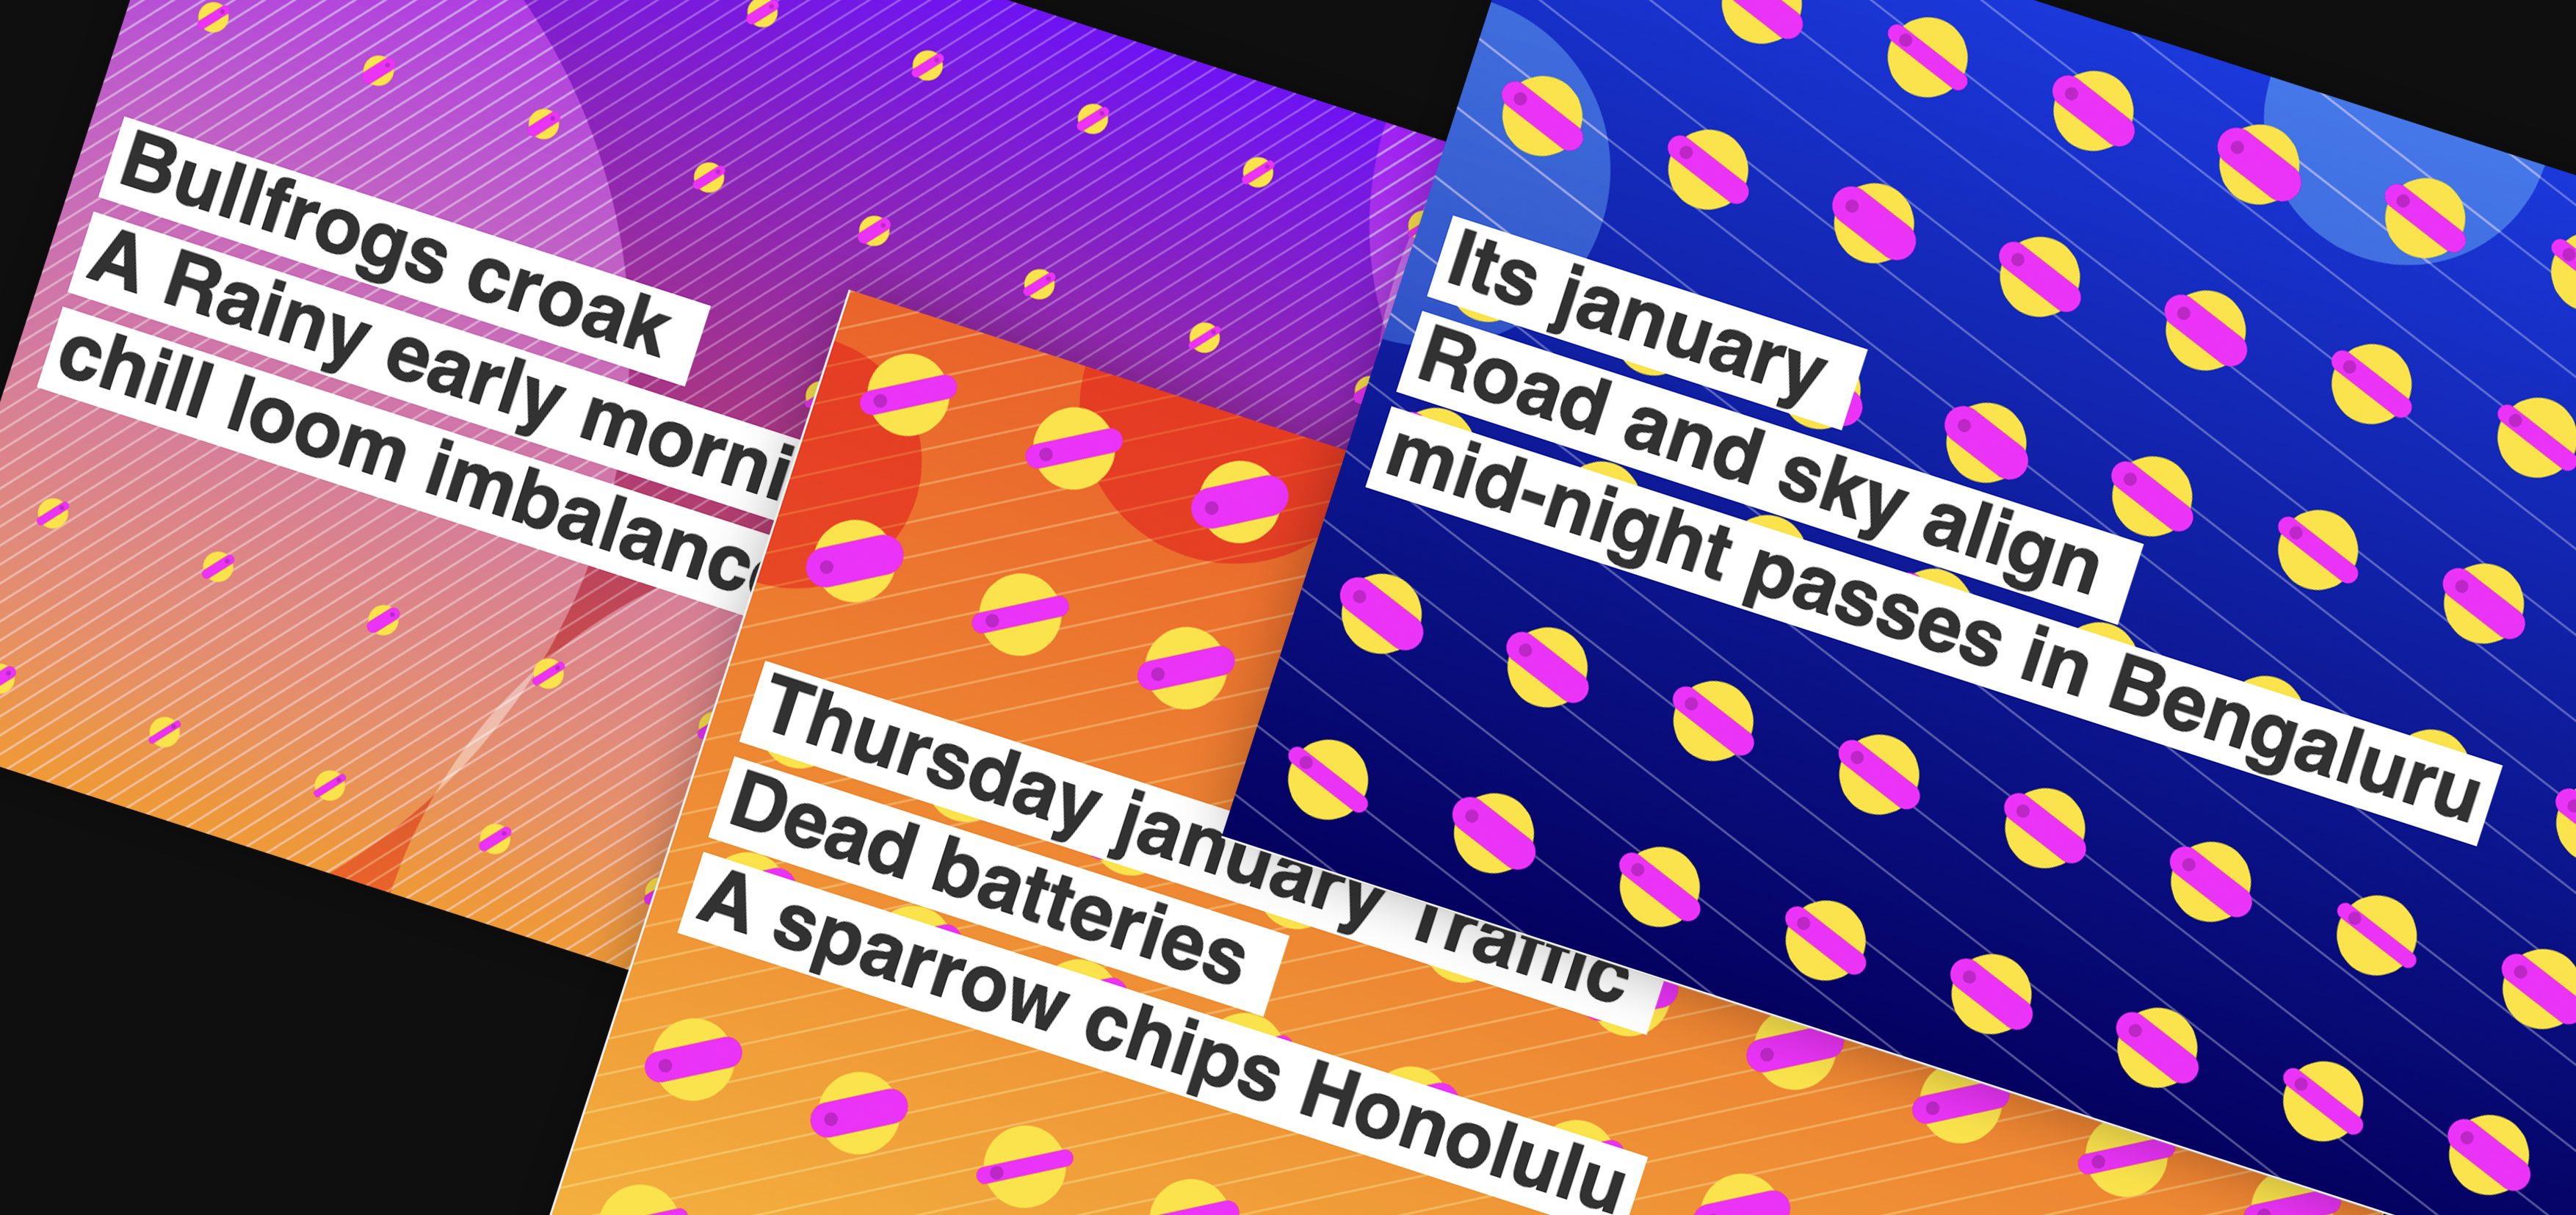 Bullfrogs croak
A Rainy early morni
chill loom imbalanc
Thursday january Traffic
Dead batteries
A sparrow chips Honolulu
Its january
Road and sky align
mid-night passes in Bengaluru